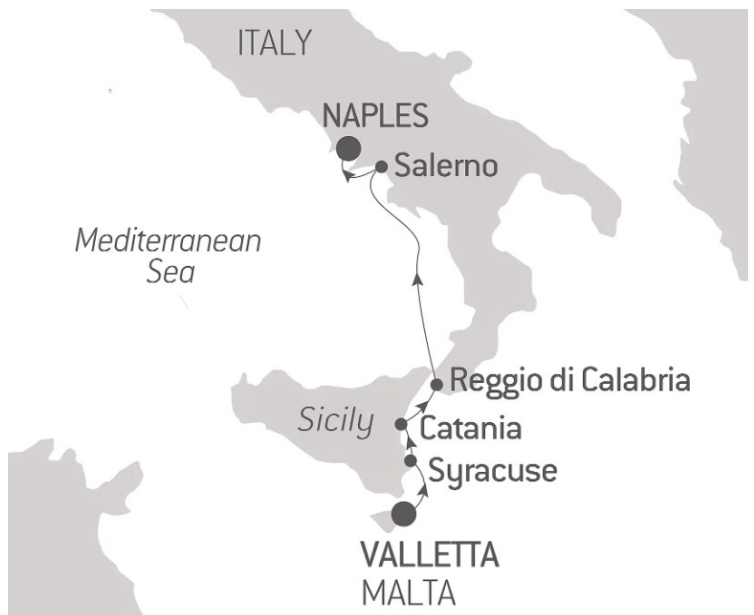 ITALY
NAPLES
Salerno
Mediterranean
Sea
Reggio di Calabria
Sicily
Catania
Syracuse
VALLETTA
MALTA